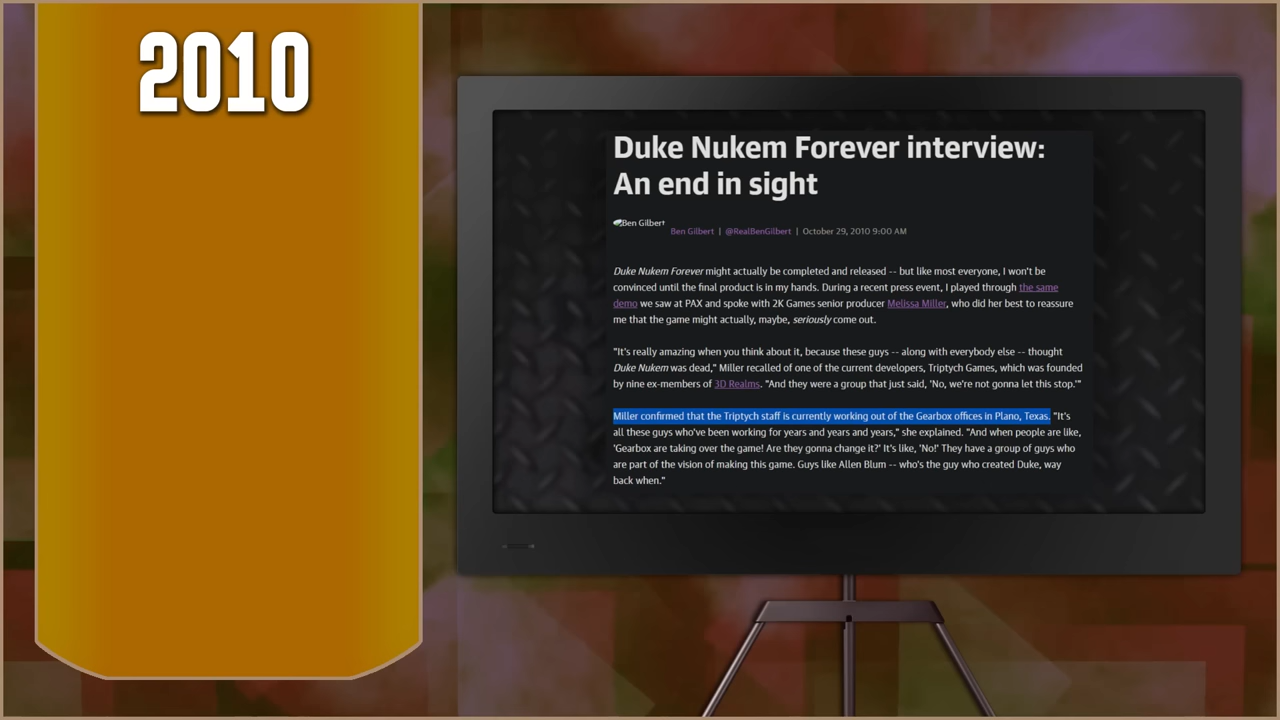 2010
Duke Nukem Forever interview:
An end in sight
Ben Gilbert
Ben Gilbert | @RealBenGilbert | October 29, 2010 9:00 AM
Duke Nukem Forever might actually be completed and released -- but like most everyone, I won't be
convinced until the final product is in my hands. During a recent press event, I played through the same
demo we saw at PAX and spoke with 2K Games senior producer Melissa Miller, who did her best to reassure
me that the game might actually, maybe, seriously come out.
"It's really amazing when you think about it, because these guys -- along with everybody else -- thought
Duke Nukem was dead," Miller recalled of one of the current developers, Triptych Games, which was founded
by nine ex-members of 3D Realms. "And they were a group that just said, 'No, we're not gonna let this stop.'"
Miller confirmed that the Triptych staff is currently working out of the Gearbox offices in Plano, Texas. "It's
all these guys who've been working for years and years and years," she explained. "And when people are like,
'Gearbox are taking over the game! Are they gonna change it?' It's like, 'No!' They have a group of guys who
are part of the vision of making this game. Guys like Allen Blum -- who's the guy who created Duke, way
back when."